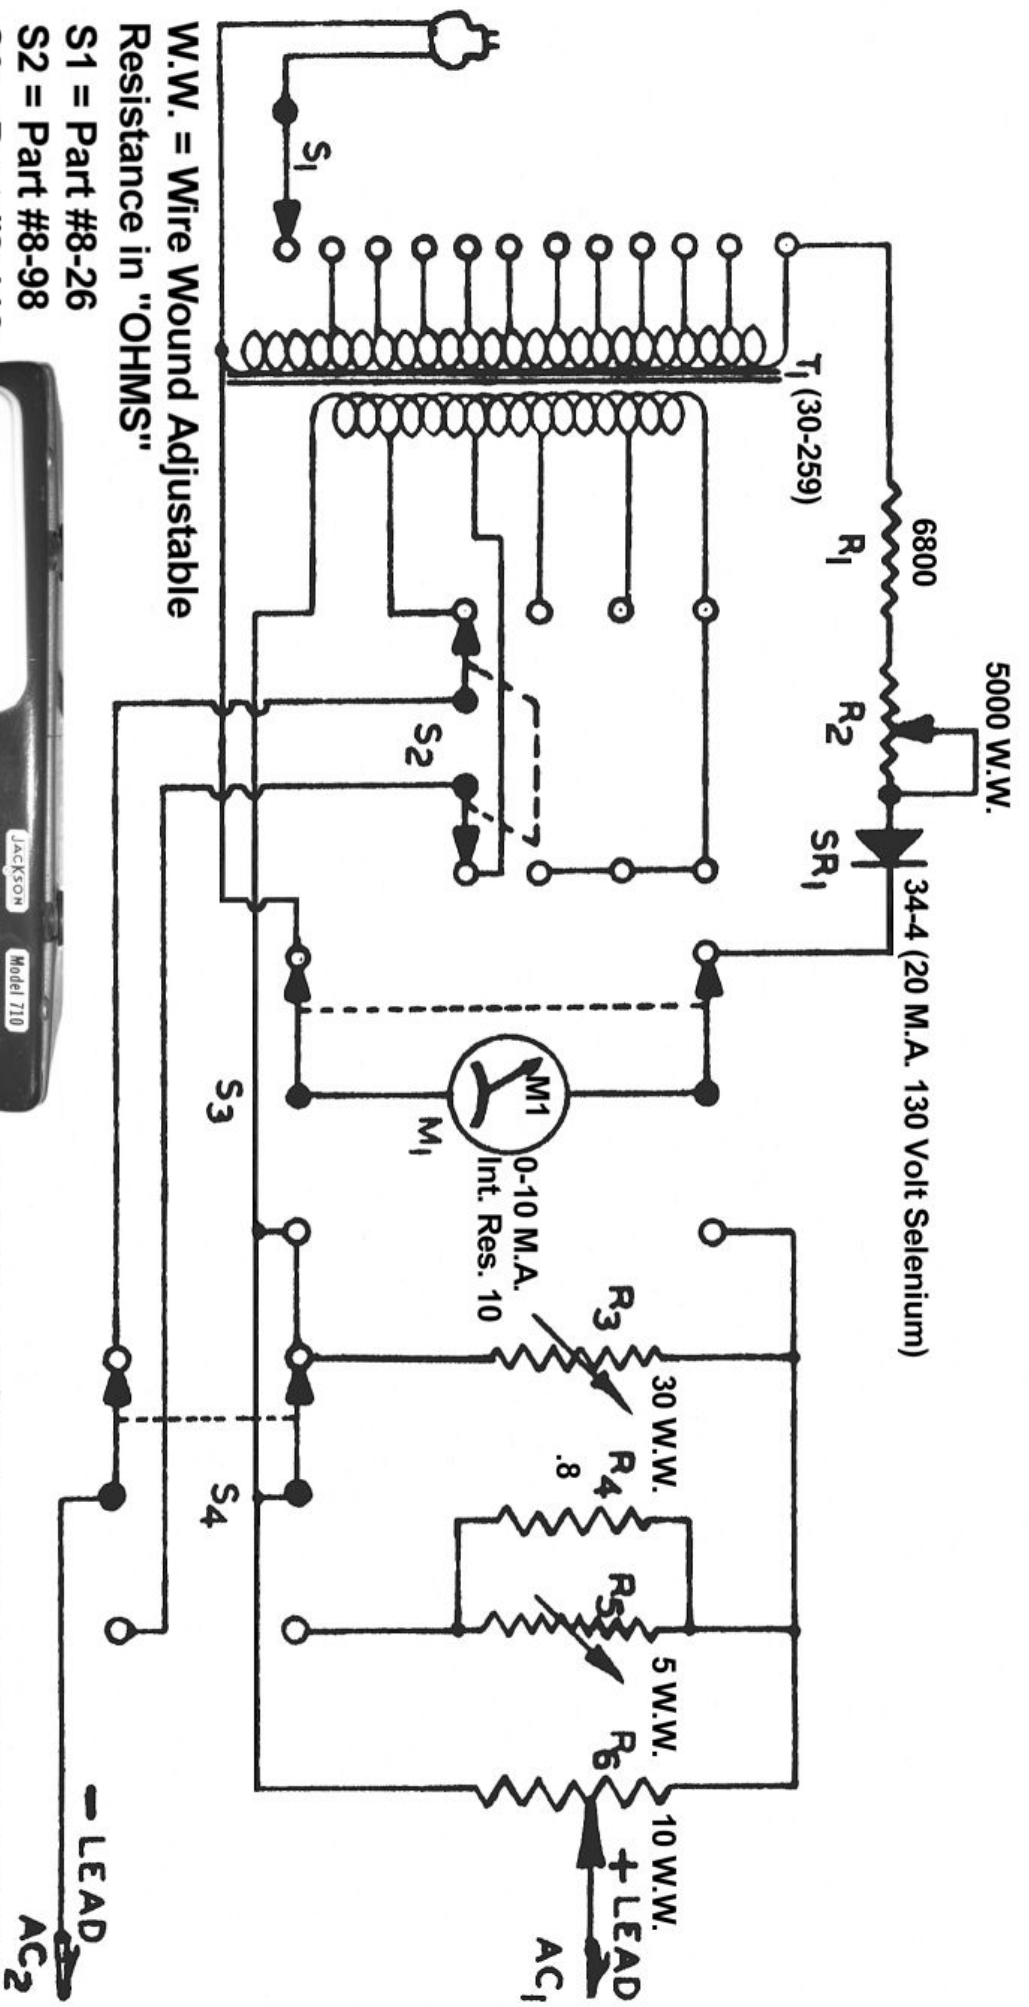 5000 W.W.
6800
R1
R2
SR1
34-4 (20 M.A. 130 Volt Selenium)
T1 (30-259)
S1
S2
M1
M1
0-10 M.A.
Int. Res. 10
S3
R3
30 W.W.
R4
.8
R5
5 W.W.
R6
10 W.W.
+ LEAD
AC1
S4
- LEAD
AC2
W.W. = Wire Wound Adjustable
Resistance in "OHMS"
S1 = Part #8-26
S2 = Part #8-98
JACKSON
Model 710